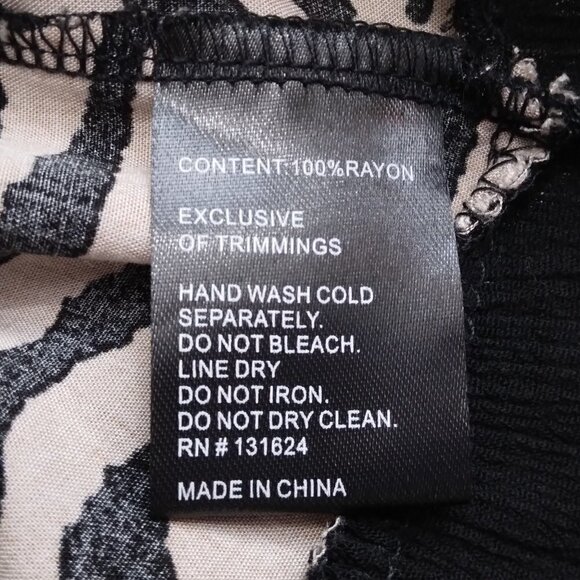 CONTENT:100%RAYON
EXCLUSIVE
OF TRIMMINGS
HAND WASH COLD
SEPARATELY.
DO NOT BLEACH.
LINE DRY
DO NOT IRON.
DO NOT DRY CLEAN.
RN # 131624
MADE IN CHINA